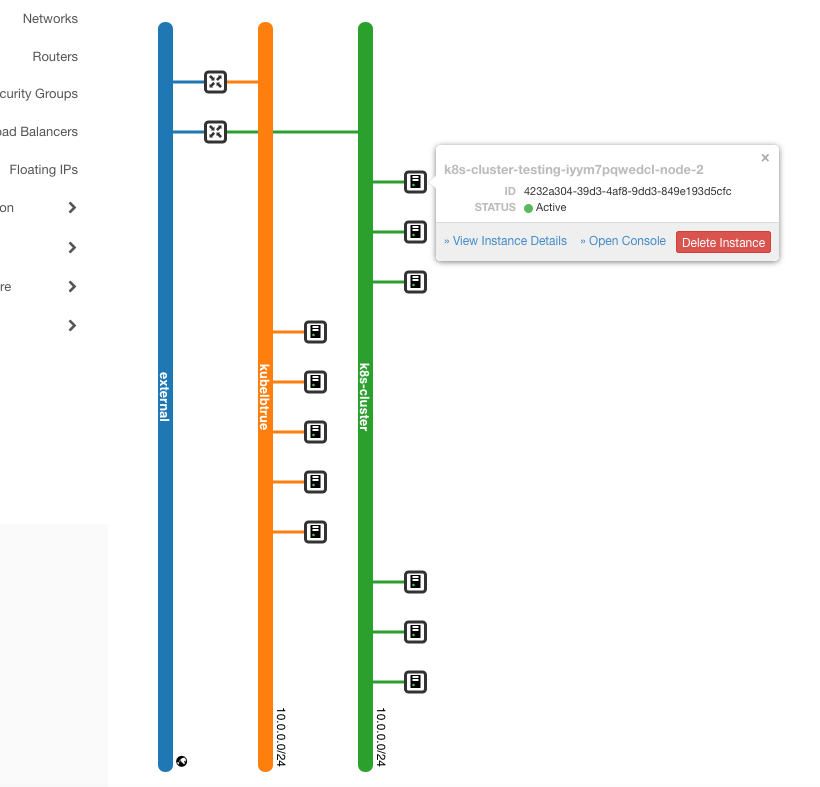 Networks
Routers
curity Groups
oad Balancers
Floating IPs
on
re
external
kubelbtrue
k8s-cluster
10.0.0.0/24
10.0.0.0/24
×
k8s-cluster-testing-iyym7pqwedcl-node-2
ID 4232a304-39d3-4af8-9dd3-849e193d5cfc
STATUS Active
» View Instance Details » Open Console Delete Instance